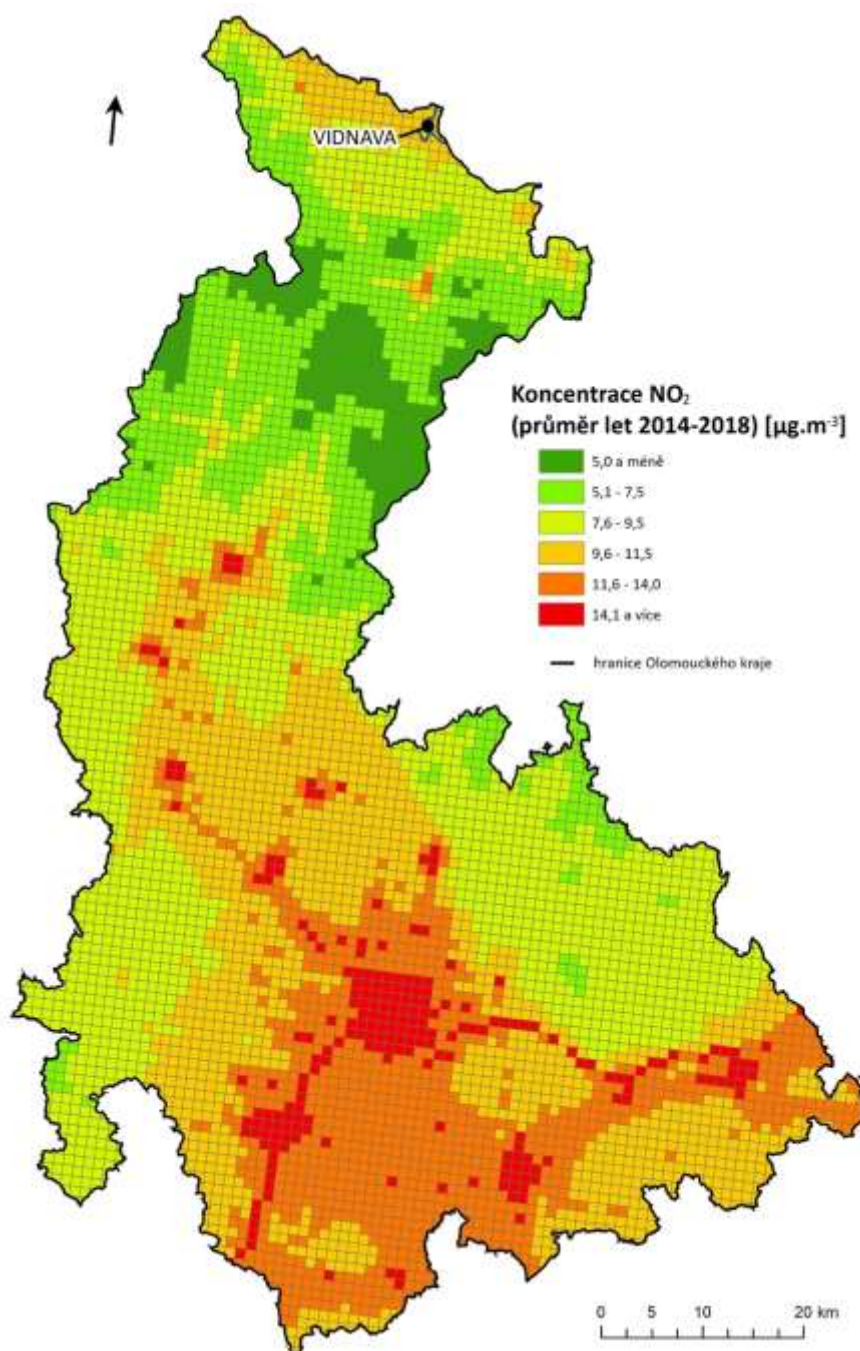 VIDNAVA
Koncentrace NO₂
(průměr let 2014-2018) [µg.m⁻³]
5,0 a méně
5,1 - 7,5
7,6 - 9,5
9,6 - 11,5
11,6 - 14,0
14,1 a více
hranice Olomouckého kraje
0 5 10 20 km